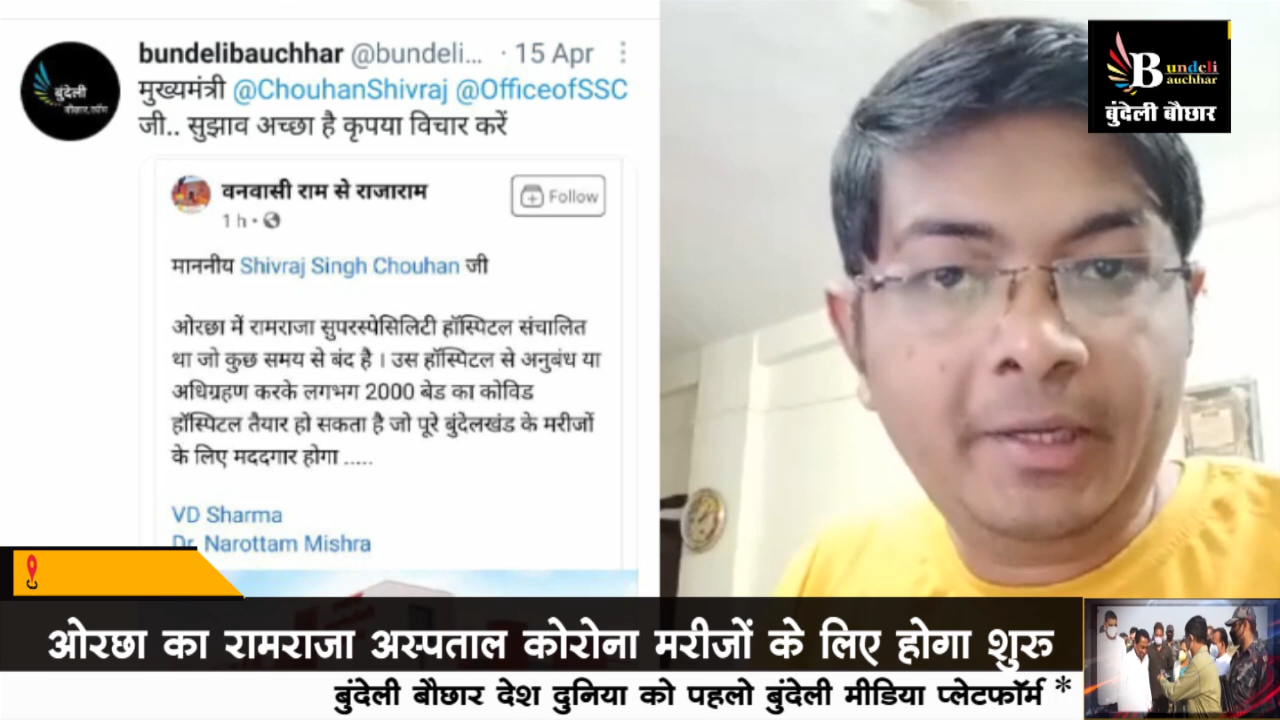 bundelibauchhar @bundeli... · 15 Apr
मुख्यमंत्री @ChouhanShivraj @OfficeofSSC
जी.. सुझाव अच्छा है कृपया विचार करें
बुंदेली
वनवासी राम से राजाराम
Follow
1 h
माननीय Shivraj Singh Chouhan जी
ओरछा में रामराजा सुपरस्पेसिलिटी हॉस्पिटल संचालित
था जो कुछ समय से बंद है । उस हॉस्पिटल से अनुबंध या
अधिग्रहण करके लगभग 2000 बेड का कोविड
हॉस्पिटल तैयार हो सकता है जो पूरे बुंदेलखंड के मरीजों
के लिए मददगार होगा .....
VD Sharma
Dr. Narottam Mishra
Bundeli
Bauchhar
बुंदेली बौछार
ओरछा का रामराजा अस्पताल कोरोना मरीजों के लिए होगा शुरु
बुंदेली बौछार देश दुनिया को पहलो बुंदेली मीडिया प्लेटफॉर्म *